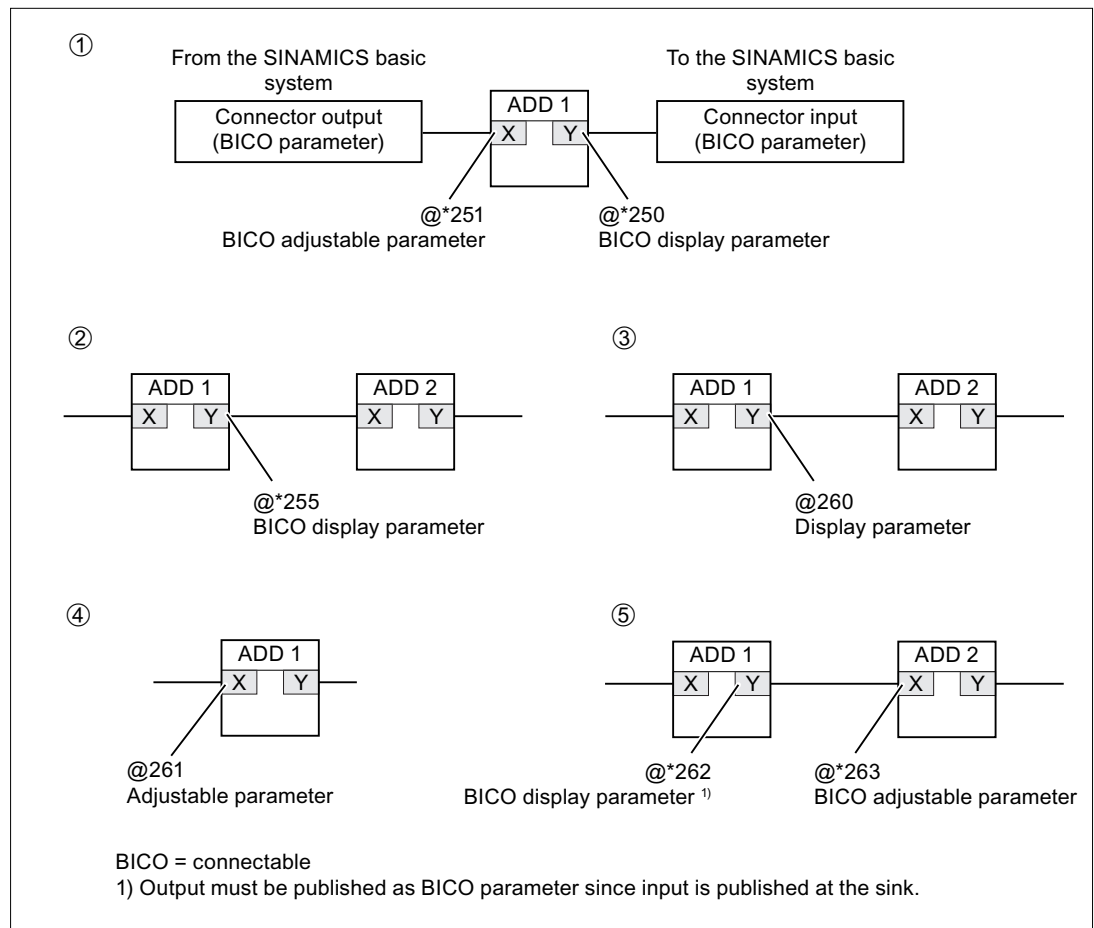 ①
From the SINAMICS basic
system
Connector output
(BICO parameter)
ADD 1
X Y
To the SINAMICS basic
system
Connector input
(BICO parameter)
@*251
BICO adjustable parameter
@*250
BICO display parameter
②
ADD 1
X Y
ADD 2
X Y
@*255
BICO display parameter
③
ADD 1
X Y
ADD 2
X Y
@260
Display parameter
④
ADD 1
X Y
@261
Adjustable parameter
⑤
ADD 1
X Y
ADD 2
X Y
@*262
BICO display parameter 1)
@*263
BICO adjustable parameter
BICO = connectable
1) Output must be published as BICO parameter since input is published at the sink.